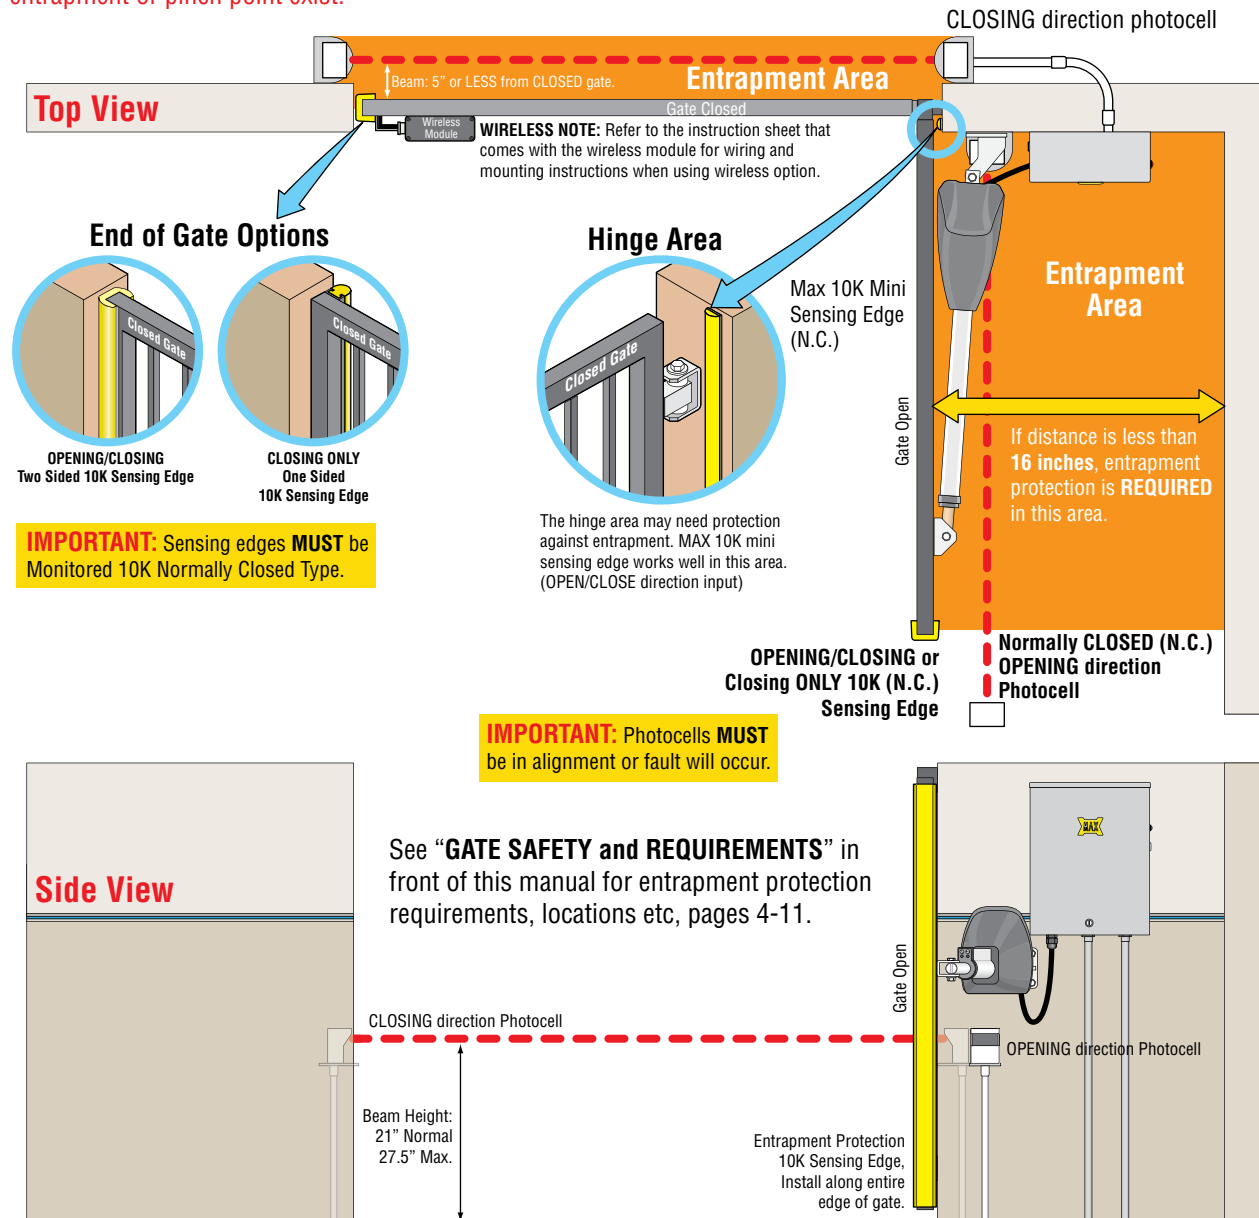 entrapment or pinch point exist.
CLOSING direction photocell
Beam: 5” or LESS from CLOSED gate.
Entrapment Area
Top View
Gate Closed
Wireless
Module
WIRELESS NOTE: Refer to the instruction sheet that
comes with the wireless module for wiring and
mounting instructions when using wireless option.
End of Gate Options
Closed Gate
Closed Gate
OPENING/CLOSING
Two Sided 10K Sensing Edge
CLOSING ONLY
One Sided
10K Sensing Edge
IMPORTANT: Sensing edges MUST be
Monitored 10K Normally Closed Type.
Hinge Area
Closed Gate
Max 10K Mini
Sensing Edge
(N.C.)
The hinge area may need protection
against entrapment. MAX 10K mini
sensing edge works well in this area.
(OPEN/CLOSE direction input)
Gate Open
Entrapment
Area
If distance is less than
16 inches, entrapment
protection is REQUIRED
in this area.
OPENING/CLOSING or
Closing ONLY 10K (N.C.)
Sensing Edge
Normally CLOSED (N.C.)
OPENING direction
Photocell
IMPORTANT: Photocells MUST
be in alignment or fault will occur.
Side View
See “GATE SAFETY and REQUIREMENTS” in
front of this manual for entrapment protection
requirements, locations etc, pages 4-11.
MAX
Gate Open
CLOSING direction Photocell
OPENING direction Photocell
Beam Height:
21” Normal
27.5” Max.
Entrapment Protection
10K Sensing Edge,
Install along entire
edge of gate.